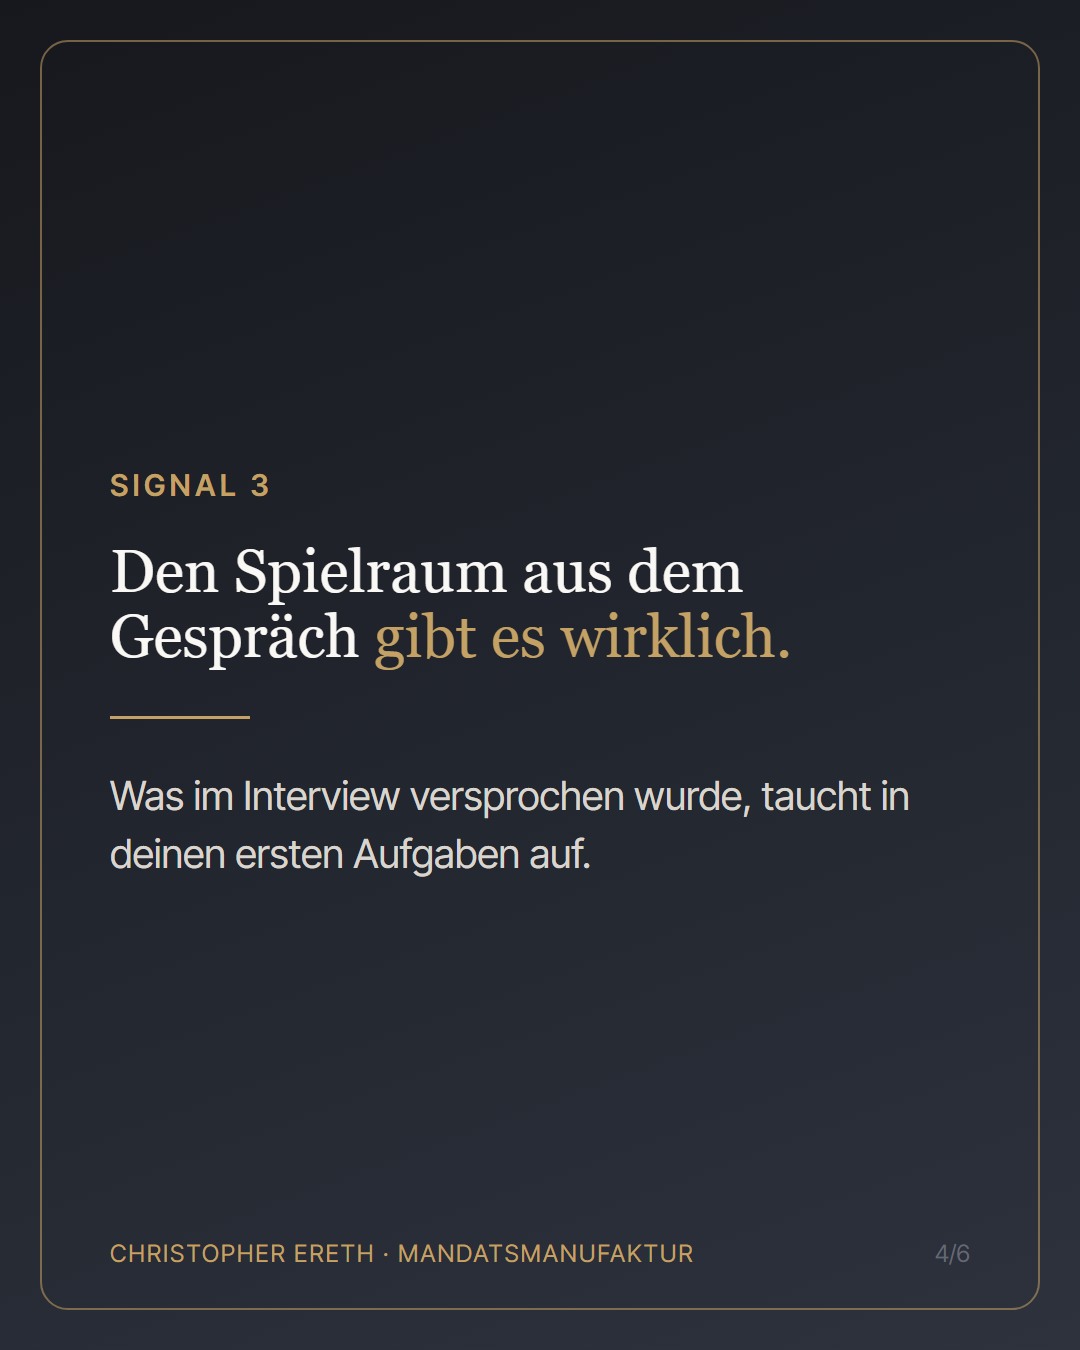 SIGNAL 3
Den Spielraum aus dem
Gespräch gibt es wirklich.
Was im Interview versprochen wurde, taucht in
deinen ersten Aufgaben auf.
CHRISTOPHER ERETH · MANDATSMANUFAKTUR
4/6